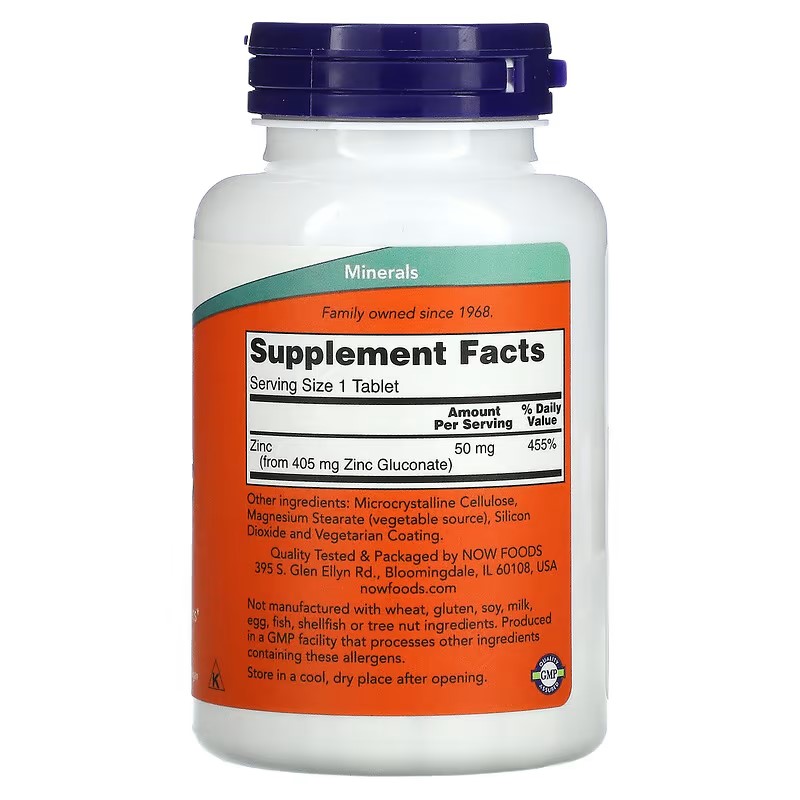 Minerals
Family owned since 1968.
Supplement Facts
Serving Size 1 Tablet
Amount Per Serving % Daily Value
Zinc 50 mg 455%
(from 405 mg Zinc Gluconate)
Other ingredients: Microcrystalline Cellulose,
Magnesium Stearate (vegetable source), Silicon
Dioxide and Vegetarian Coating.
Quality Tested & Packaged by NOW FOODS
395 S. Glen Ellyn Rd., Bloomingdale, IL 60108, USA
nowfoods.com
Not manufactured with wheat, gluten, soy, milk,
egg, fish, shellfish or tree nut ingredients. Produced
in a GMP facility that processes other ingredients
containing these allergens.
Store in a cool, dry place after opening.
K
QUALITY
GMP
ASSURED